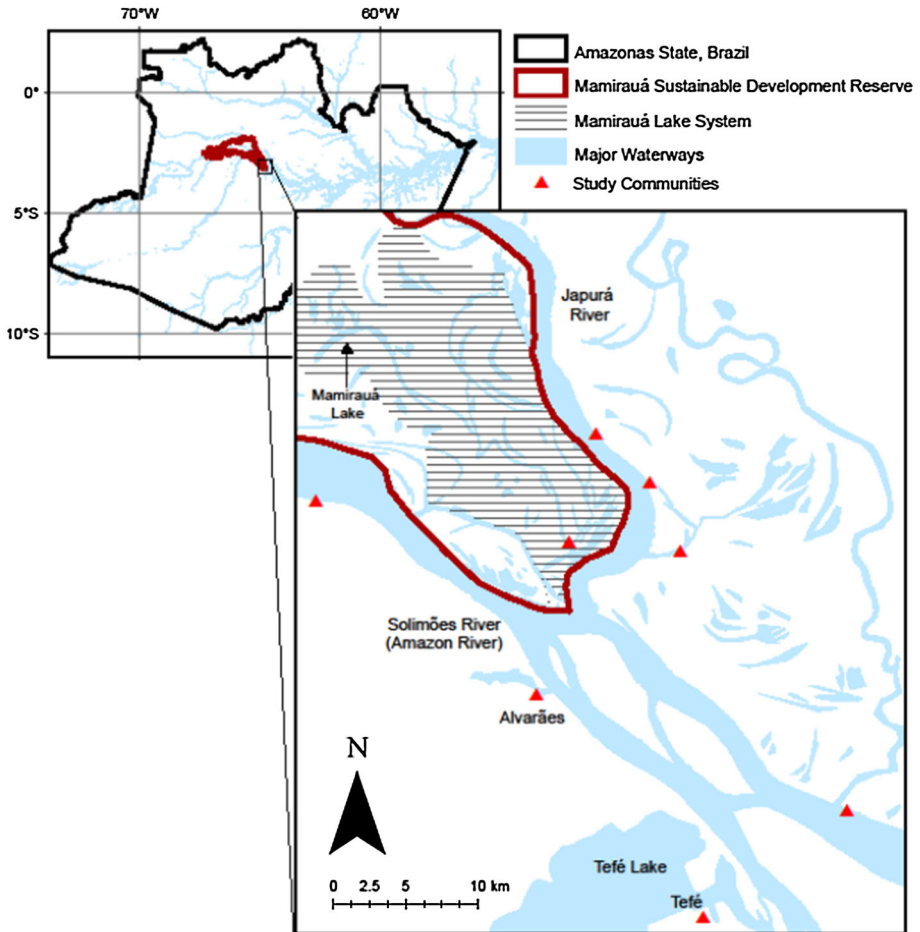 70°W
60°W
0°
5°S
10°S
Amazonas State, Brazil
Mamirauá Sustainable Development Reserve
Mamirauá Lake System
Major Waterways
Study Communities
Japurá
River
Mamirauá
Lake
Solimões River
(Amazon River)
Alvarães
N
0 2.5 5 10 km
Tefé Lake
Tefé